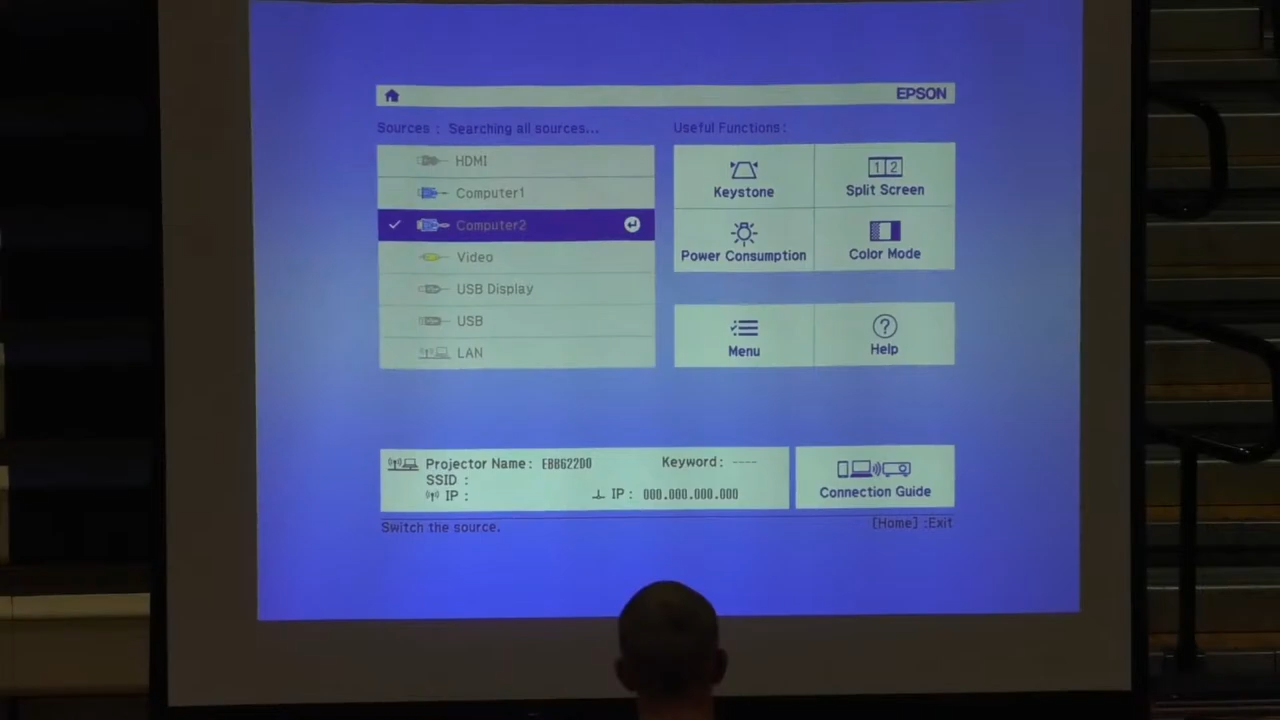 EPSON
Sources : Searching all sources...
HDMI
Computer1
Computer2
Video
USB Display
USB
LAN
Useful Functions:
Keystone
1 2
Split Screen
Power Consumption
Color Mode
Menu
?
Help
Projector Name: EBB62200 Keyword: ----
SSID :
IP : IP : 000.000.000.000
Connection Guide
Switch the source. [Home] :Exit